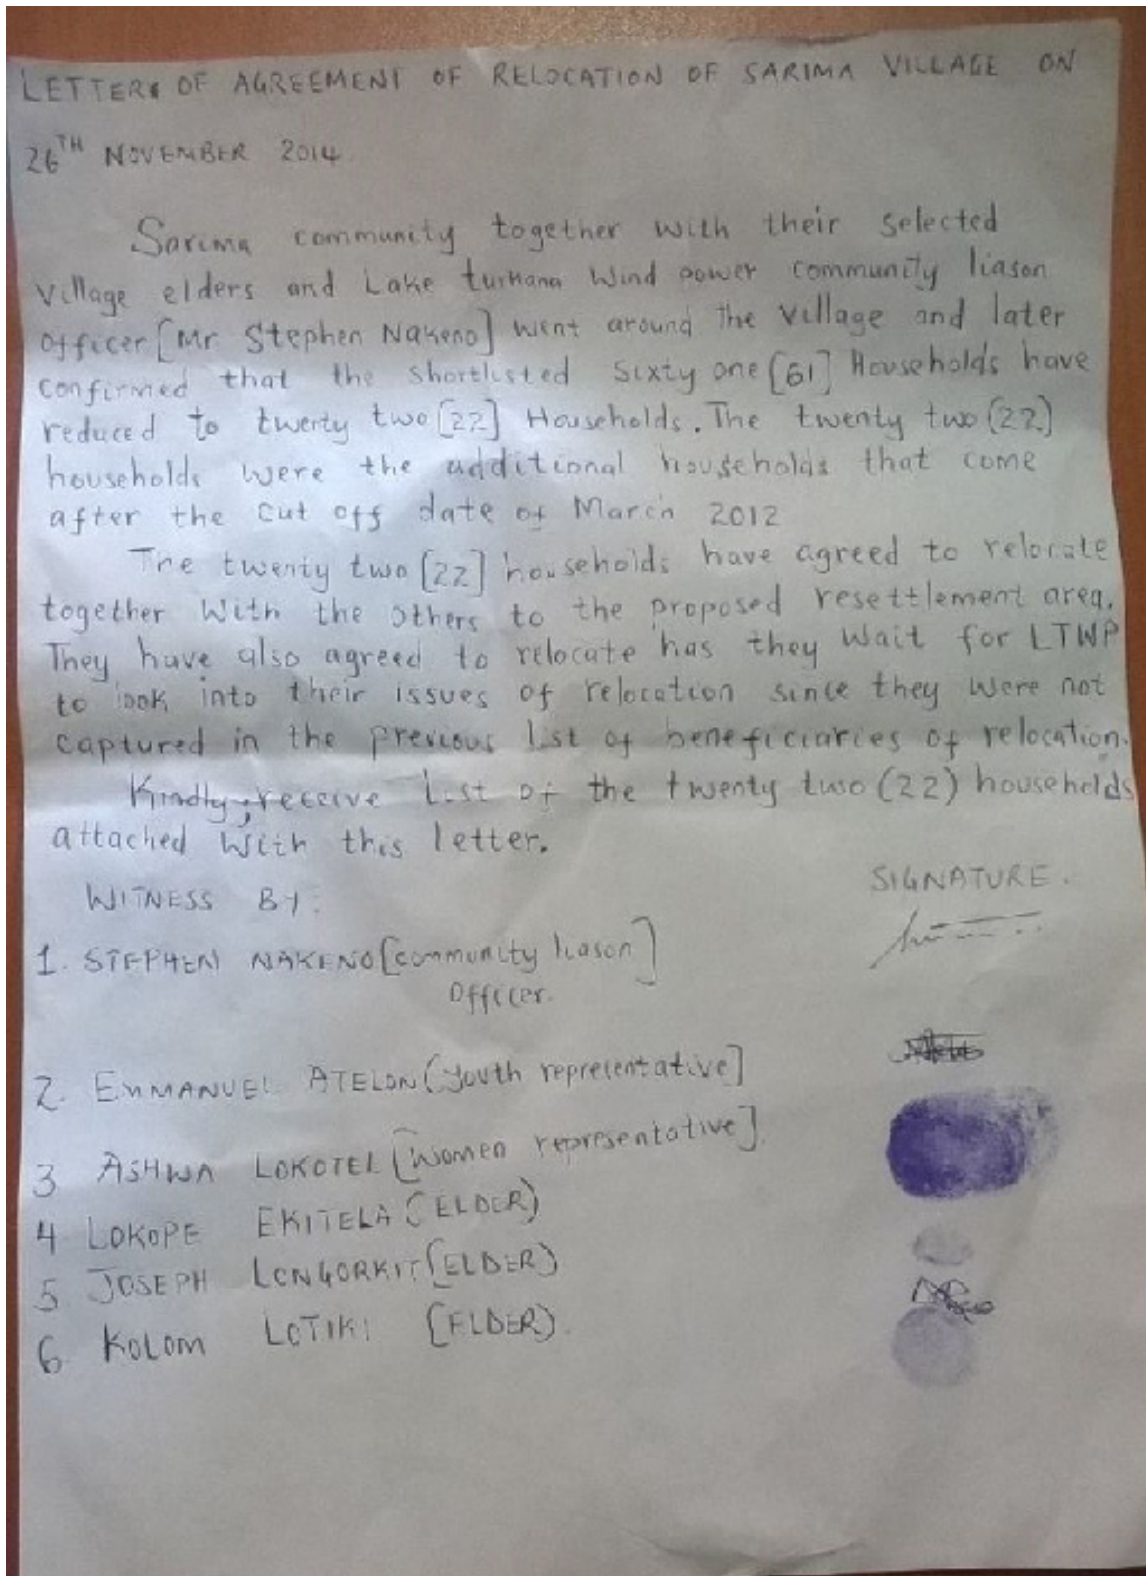 LETTER OF AGREEMENT OF RELOCATION OF SARIMA VILLAGE ON
26TH NOVEMBER 2014.
Sarima community together with their selected
village elders and Lake turkana Wind power community liason
officer [Mr Stephen Nakeno] went around the village and later
confirmed that the shortlisted sixty one [61] Households have
reduced to twenty two [22] Households. The twenty two (22)
households were the additional households that come
after the cut off date of March 2012
The twenty two [22] households have agreed to relocate
together with the others to the proposed resettlement area.
They have also agreed to relocate has they wait for LTWP
to look into their issues of relocation since they were not
captured in the previous list of beneficiaries of relocation.
Kindly, receive list of the twenty two (22) households
attached with this letter.
SIGNATURE.
WITNESS BY:
1. STEPHEN NAKENO [community liason]
Officer.
2. EMMANUEL ATELON (youth representative]
3 ASHWA LOKOTEL [women representative].
4 LOKOPE EKITELA (ELDER)
5 JOSEPH LONGORKIT (ELDER)
6 KOLOM LOTIKI (ELDER).